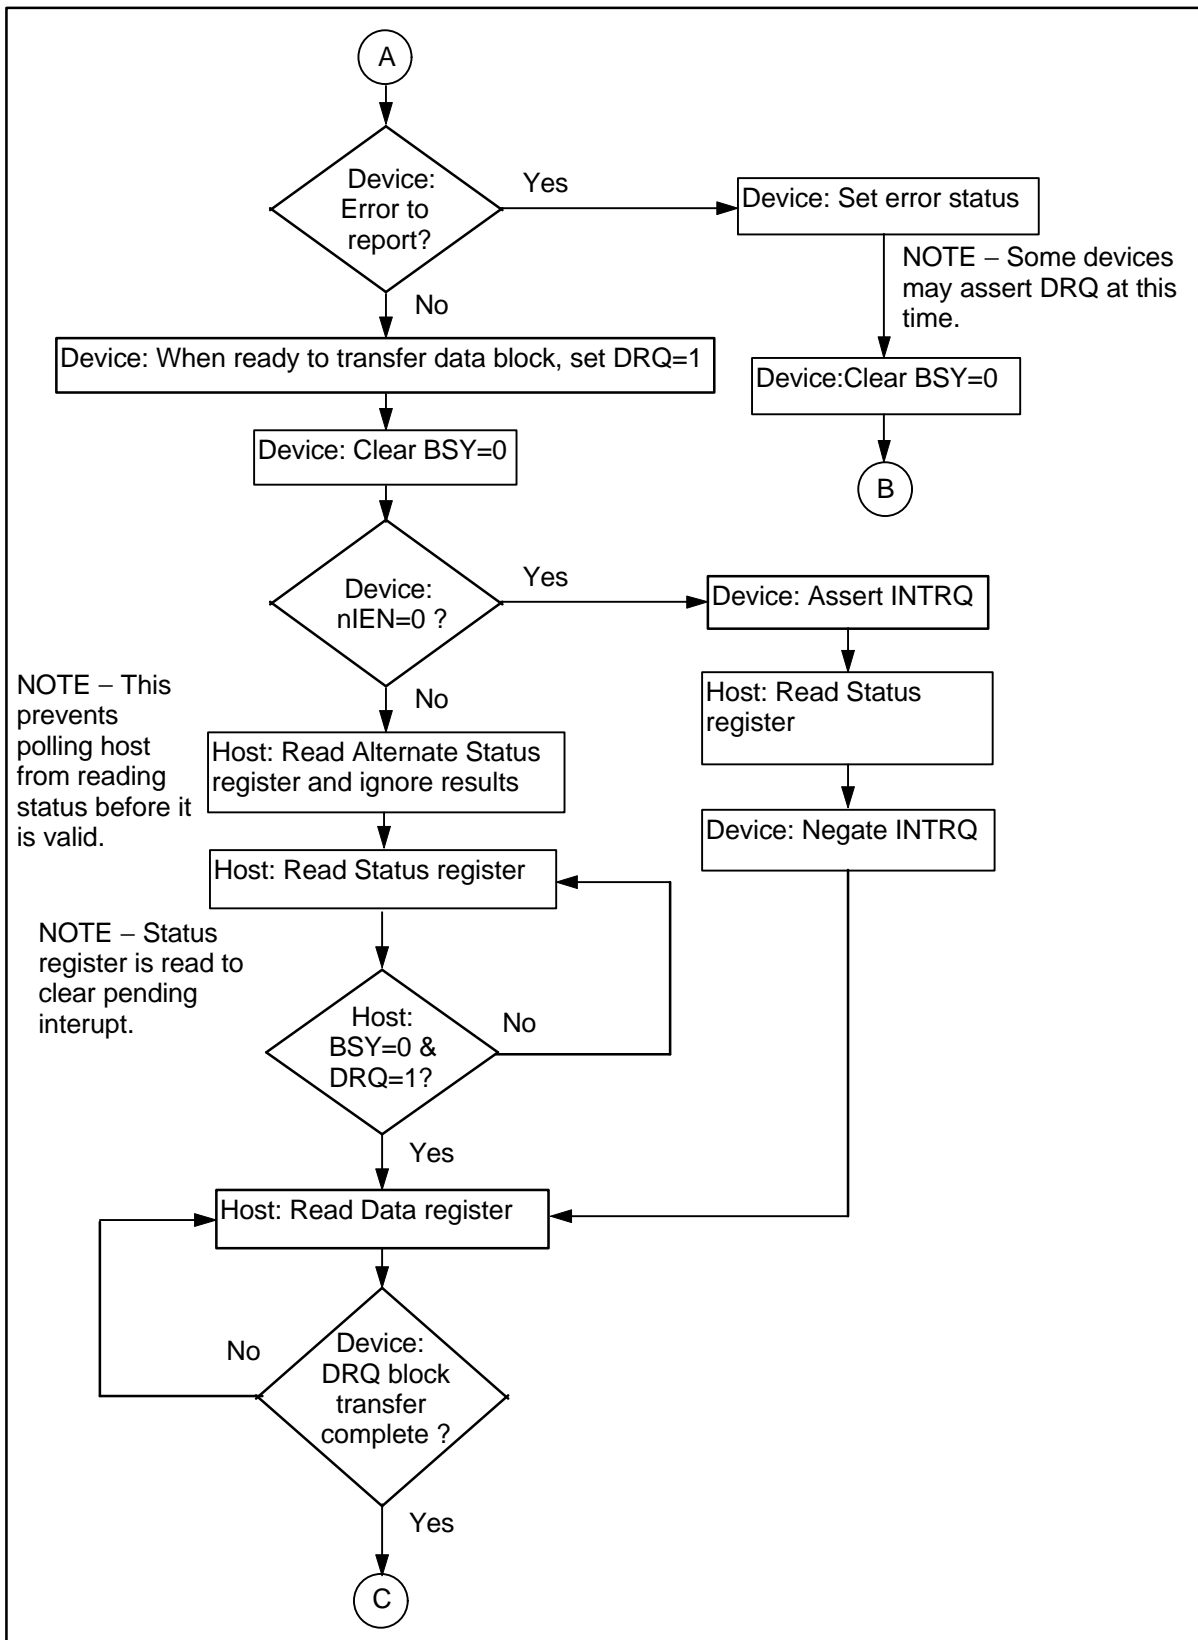 A
Device:
Error to
report?
Yes
Device: Set error status
NOTE – Some devices
may assert DRQ at this
time.
No
Device: When ready to transfer data block, set DRQ=1
Device:Clear BSY=0
Device: Clear BSY=0
B
Device:
nIEN=0 ?
Yes
Device: Assert INTRQ
NOTE – This
prevents
polling host
from reading
status before it
is valid.
No
Host: Read Status
register
Host: Read Alternate Status
register and ignore results
Device: Negate INTRQ
Host: Read Status register
NOTE – Status
register is read to
clear pending
interupt.
Host:
BSY=0 &
DRQ=1?
No
Yes
Host: Read Data register
No
Device:
DRQ block
transfer
complete ?
Yes
C